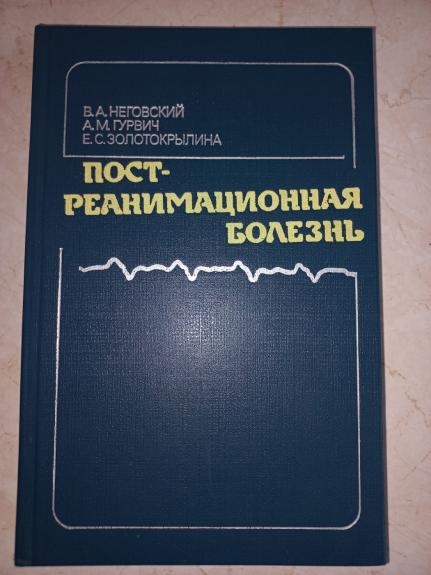 В.А.НЕГОВСКИЙ
А.М.ГУРВИЧ
Е.С.ЗОЛОТОКРЫЛИНА
ПОСТ-
РЕАНИМАЦИОННАЯ
БОЛЕЗНЬ